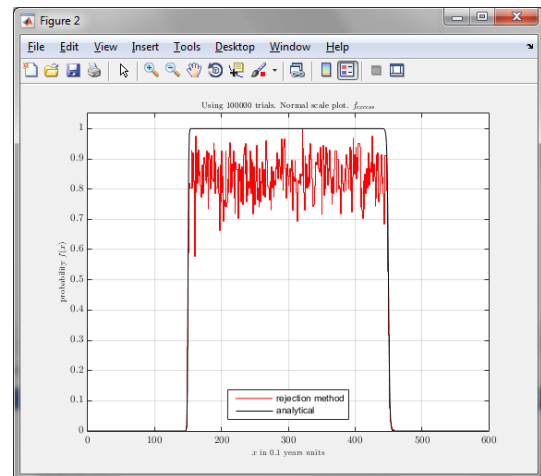 Figure 2
File Edit View Insert Tools Desktop Window Help
Using 100000 trials. Normal scale plot. f_excess
1
0.9
0.8
0.7
0.6
0.5
0.4
0.3
0.2
0.1
0
probability f(x)
rejection method
analytical
0 100 200 300 400 500 600
x in 0.1 years units